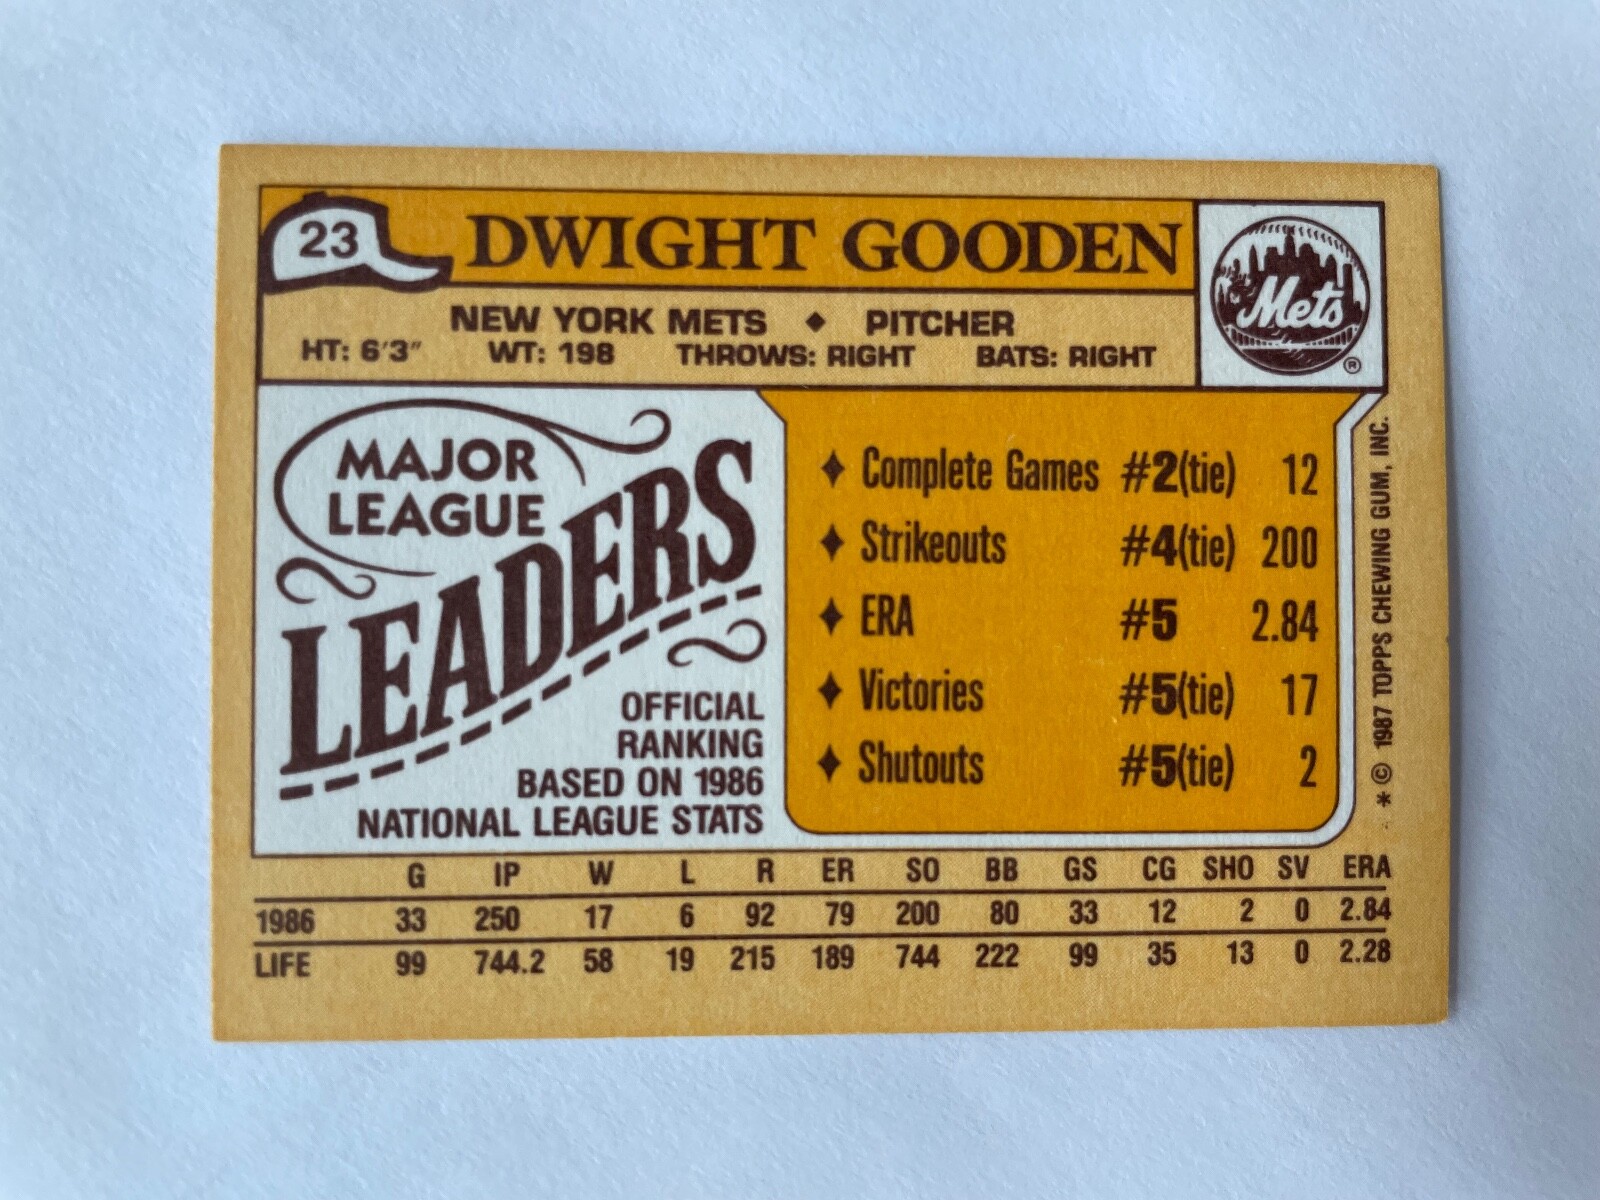 23 DWIGHT GOODEN
Mets
®
NEW YORK METS ♦ PITCHER
HT: 6'3" WT: 198 THROWS: RIGHT BATS: RIGHT
MAJOR
LEAGUE
LEADERS
OFFICIAL
RANKING
BASED ON 1986
NATIONAL LEAGUE STATS
♦ Complete Games #2(tie) 12
♦ Strikeouts #4(tie) 200
♦ ERA #5 2.84
♦ Victories #5(tie) 17
♦ Shutouts #5(tie) 2
* © 1987 TOPPS CHEWING GUM, INC.
G IP W L R ER SO BB GS CG SHO SV ERA
1986 33 250 17 6 92 79 200 80 33 12 2 0 2.84
LIFE 99 744.2 58 19 215 189 744 222 99 35 13 0 2.28